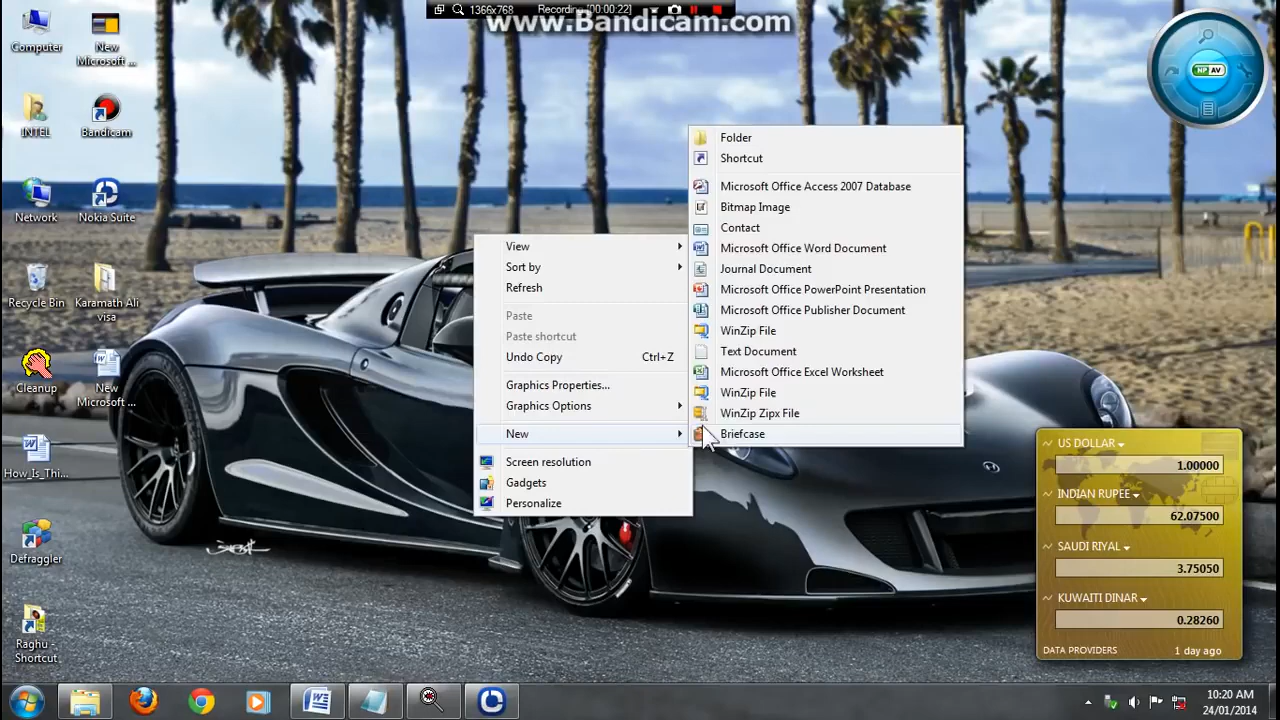 1366x768 Recording [00:00:22]
www.Bandicam.com
Computer
New
Microsoft ...
INTEL
Bandicam
Network
Nokia Suite
Recycle Bin
Karamath Ali
visa
Cleanup
New
Microsoft ...
How_Is_Thi...
Defraggler
Raghu -
Shortcut
View
Sort by
Refresh
Paste
Paste shortcut
Undo Copy Ctrl+Z
Graphics Properties...
Graphics Options
New
Screen resolution
Gadgets
Personalize
Folder
Shortcut
Microsoft Office Access 2007 Database
Bitmap Image
Contact
Microsoft Office Word Document
Journal Document
Microsoft Office PowerPoint Presentation
Microsoft Office Publisher Document
WinZip File
Text Document
Microsoft Office Excel Worksheet
WinZip File
WinZip Zipx File
Briefcase
NP AV
US DOLLAR
1.00000
INDIAN RUPEE
62.07500
SAUDI RIYAL
3.75050
KUWAITI DINAR
0.28260
DATA PROVIDERS 1 day ago
10:20 AM
24/01/2014